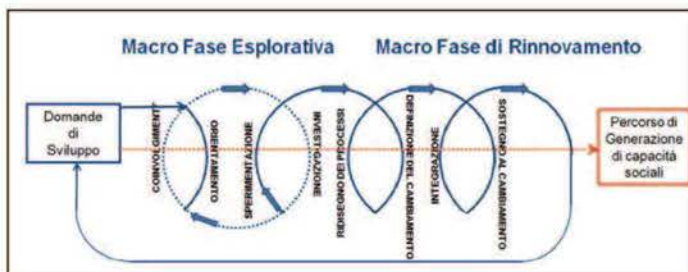 Macro Fase Esplorativa
Macro Fase di Rinnovamento
Domande
di
Sviluppo
COINVOLGIMENT
ORIENTAMENTO
SPERIMENTAZIONE
INVESTIGAZIONE
RIDISEGNO DEI PROCESSI
DEFINIZIONE DEL CAMBIAMENTO
INTEGRAZIONE
SOSTEGNO AL CAMBIAMENTO
Percorso di
Generazione
di capacità
sociali